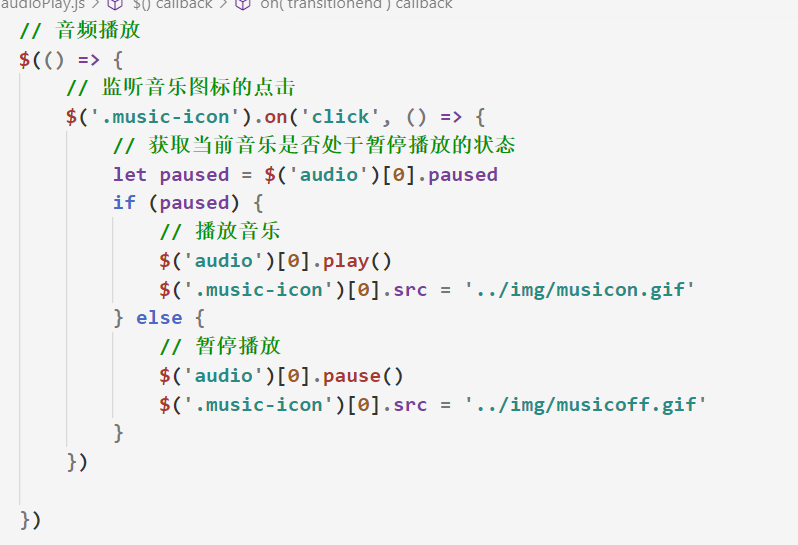 audioPlay.js > $() callback > on('transitionend') callback
// 音频播放
$(() => {
// 监听音乐图标的点击
$('.music-icon').on('click', () => {
// 获取当前音乐是否处于暂停播放的状态
let paused = $('audio')[0].paused
if (paused) {
// 播放音乐
$('audio')[0].play()
$('.music-icon')[0].src = '../img/musicon.gif'
} else {
// 暂停播放
$('audio')[0].pause()
$('.music-icon')[0].src = '../img/musicoff.gif'
}
})
})